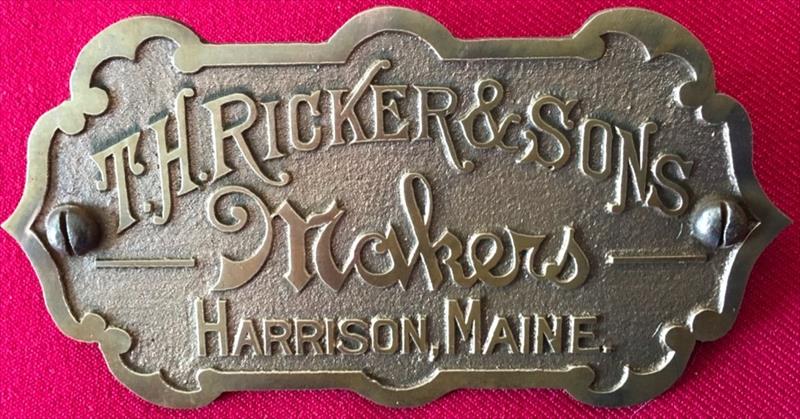 T.H. RICKER & SONS
Makers
HARRISON, MAINE.